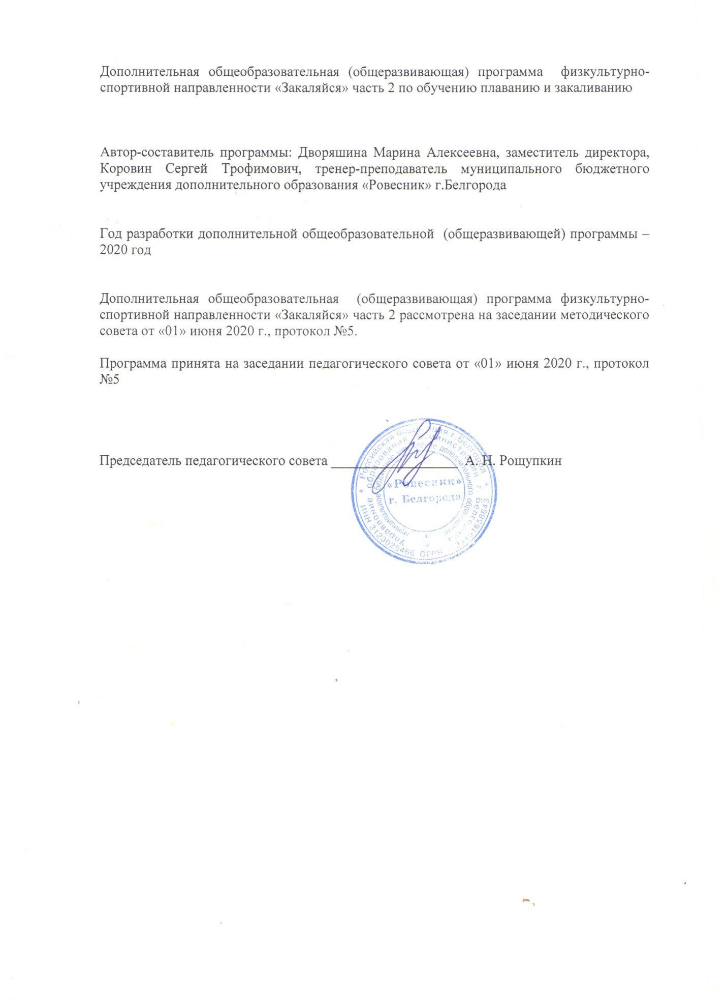 Дополнительная общеобразовательная (общеразвивающая) программа физкультурно-
спортивной направленности «Закаляйся» часть 2 по обучению плаванию и закаливанию
Автор-составитель программы: Дворяшина Марина Алексеевна, заместитель директора,
Коровин Сергей Трофимович, тренер-преподаватель муниципального бюджетного
учреждения дополнительного образования «Ровесник» г.Белгорода
Год разработки дополнительной общеобразовательной (общеразвивающей) программы –
2020 год
Дополнительная общеобразовательная (общеразвивающая) программа физкультурно-
спортивной направленности «Закаляйся» часть 2 рассмотрена на заседании методического
совета от «01» июня 2020 г., протокол №5.
Программа принята на заседании педагогического совета от «01» июня 2020 г., протокол
№5
Председатель педагогического совета __________________ А. Н. Рощупкин
* Российская Федерация г.Белгород *
ИНН 3123025466 ОГРН
Управление образования администрации г. Белгорода
муниципальное бюджетное учреждение дополнительного образования
«Ровесник»
г. Белгорода